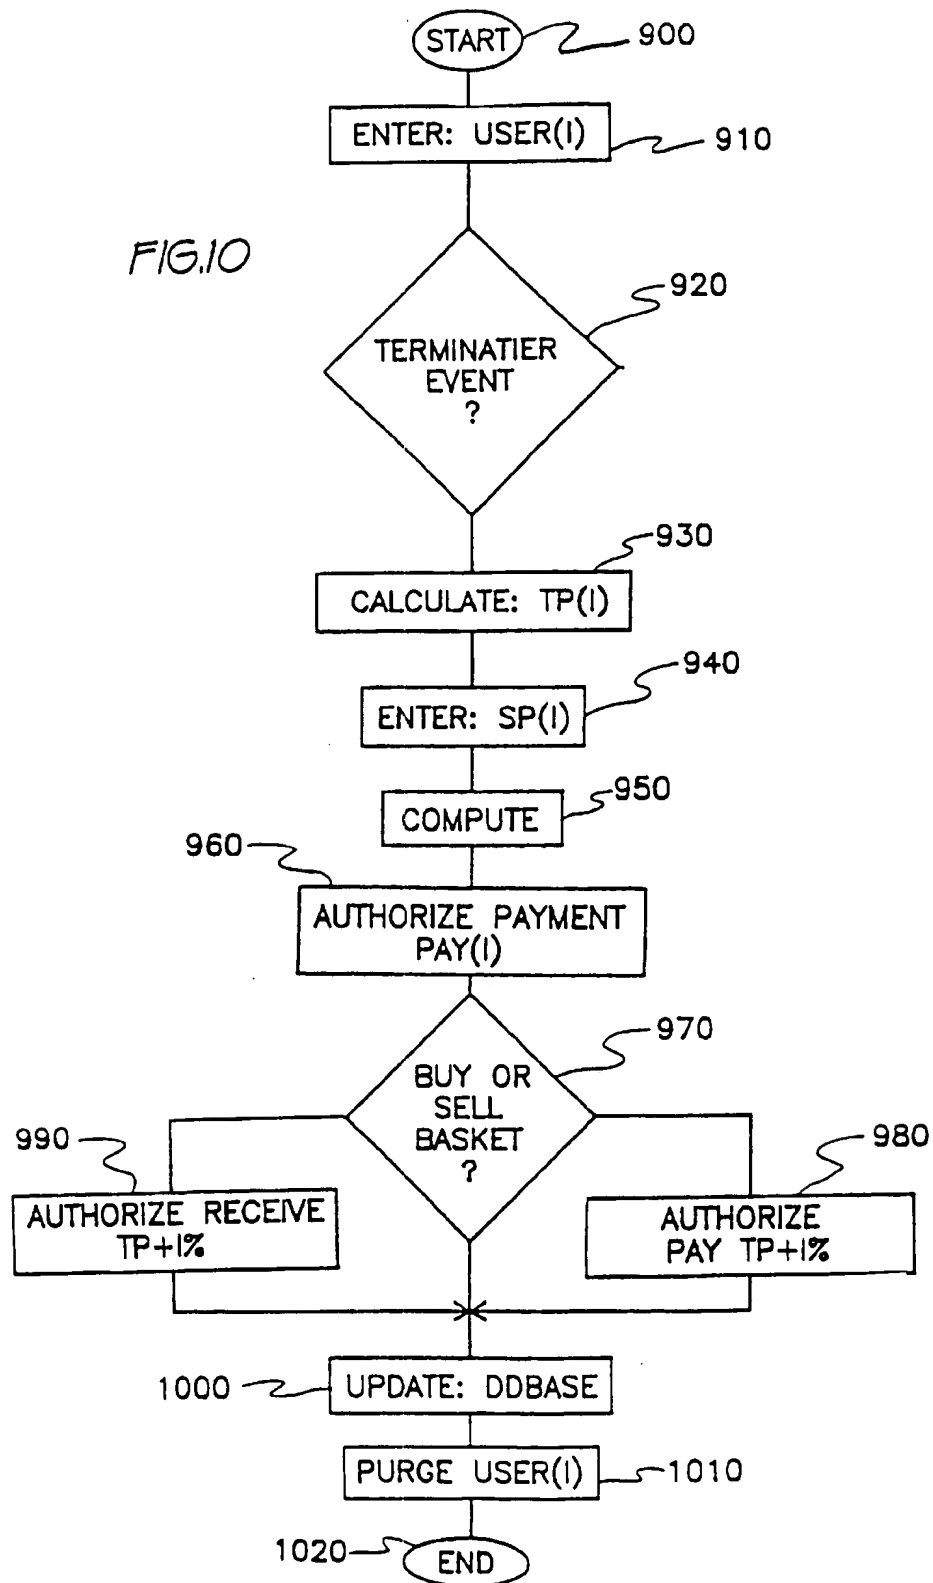 START
900
ENTER: USER(I)
910
FIG.10
920
TERMINATIER
EVENT
?
930
CALCULATE: TP(I)
940
ENTER: SP(I)
950
COMPUTE
960
AUTHORIZE PAYMENT
PAY(I)
970
BUY OR
SELL
BASKET
?
990
980
AUTHORIZE RECEIVE
TP+1%
AUTHORIZE
PAY TP+1%
1000
UPDATE: DDBASE
PURGE USER(I)
1010
1020
END